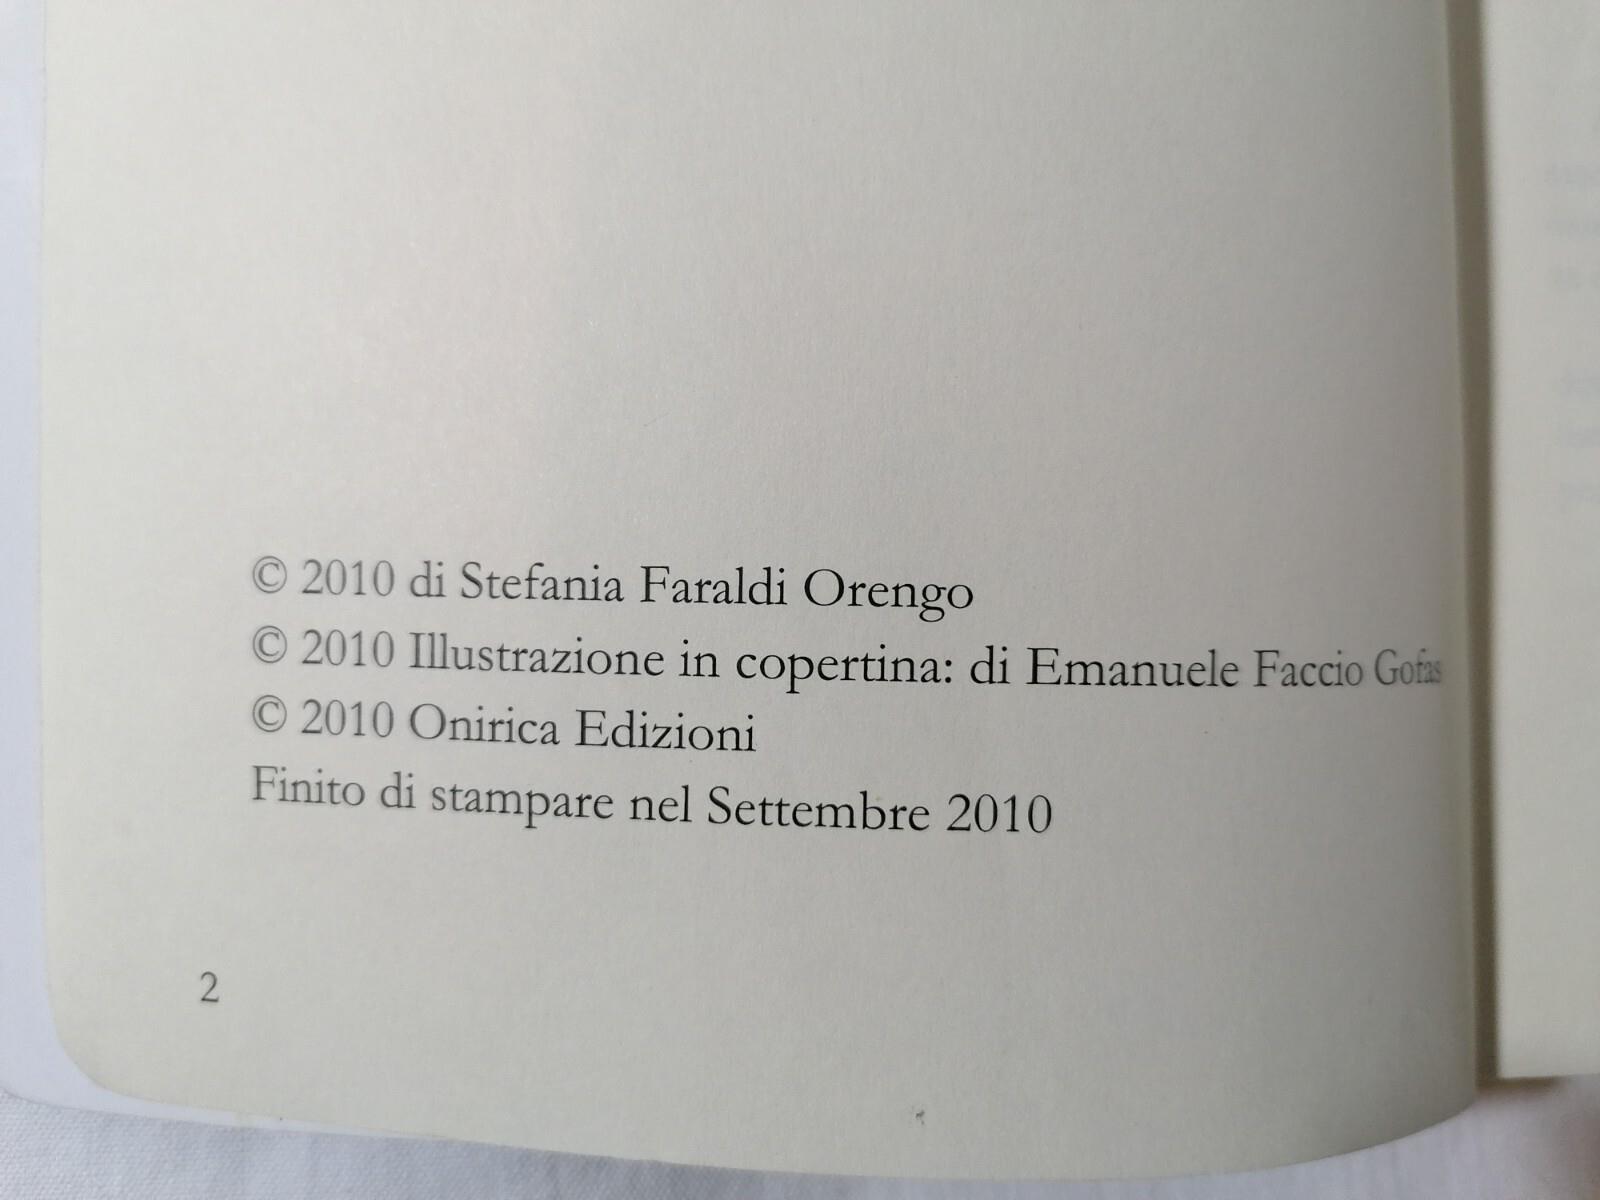 © 2010 di Stefania Faraldi Orengo
© 2010 Illustrazione in copertina: di Emanuele Faccio Gofas
© 2010 Onirica Edizioni
Finito di stampare nel Settembre 2010
2